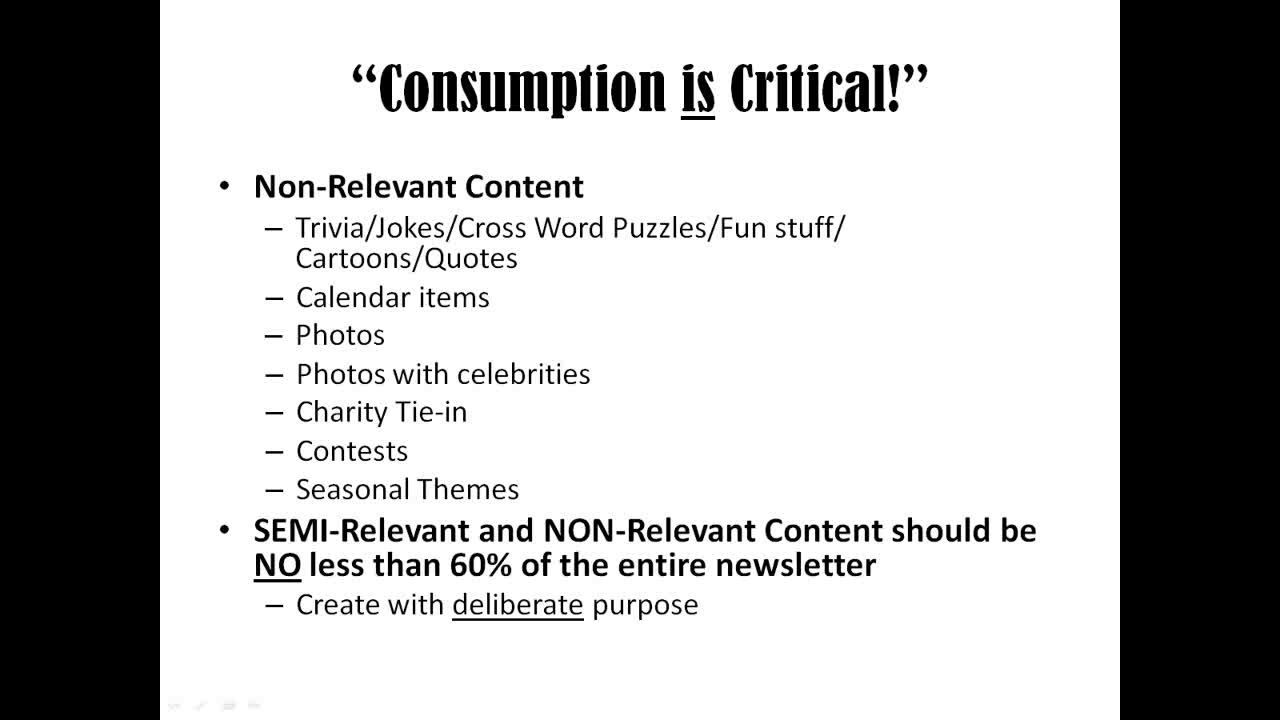 “Consumption is Critical!”
• Non-Relevant Content
– Trivia/Jokes/Cross Word Puzzles/Fun stuff/
Cartoons/Quotes
– Calendar items
– Photos
– Photos with celebrities
– Charity Tie-in
– Contests
– Seasonal Themes
• SEMI-Relevant and NON-Relevant Content should be
NO less than 60% of the entire newsletter
– Create with deliberate purpose